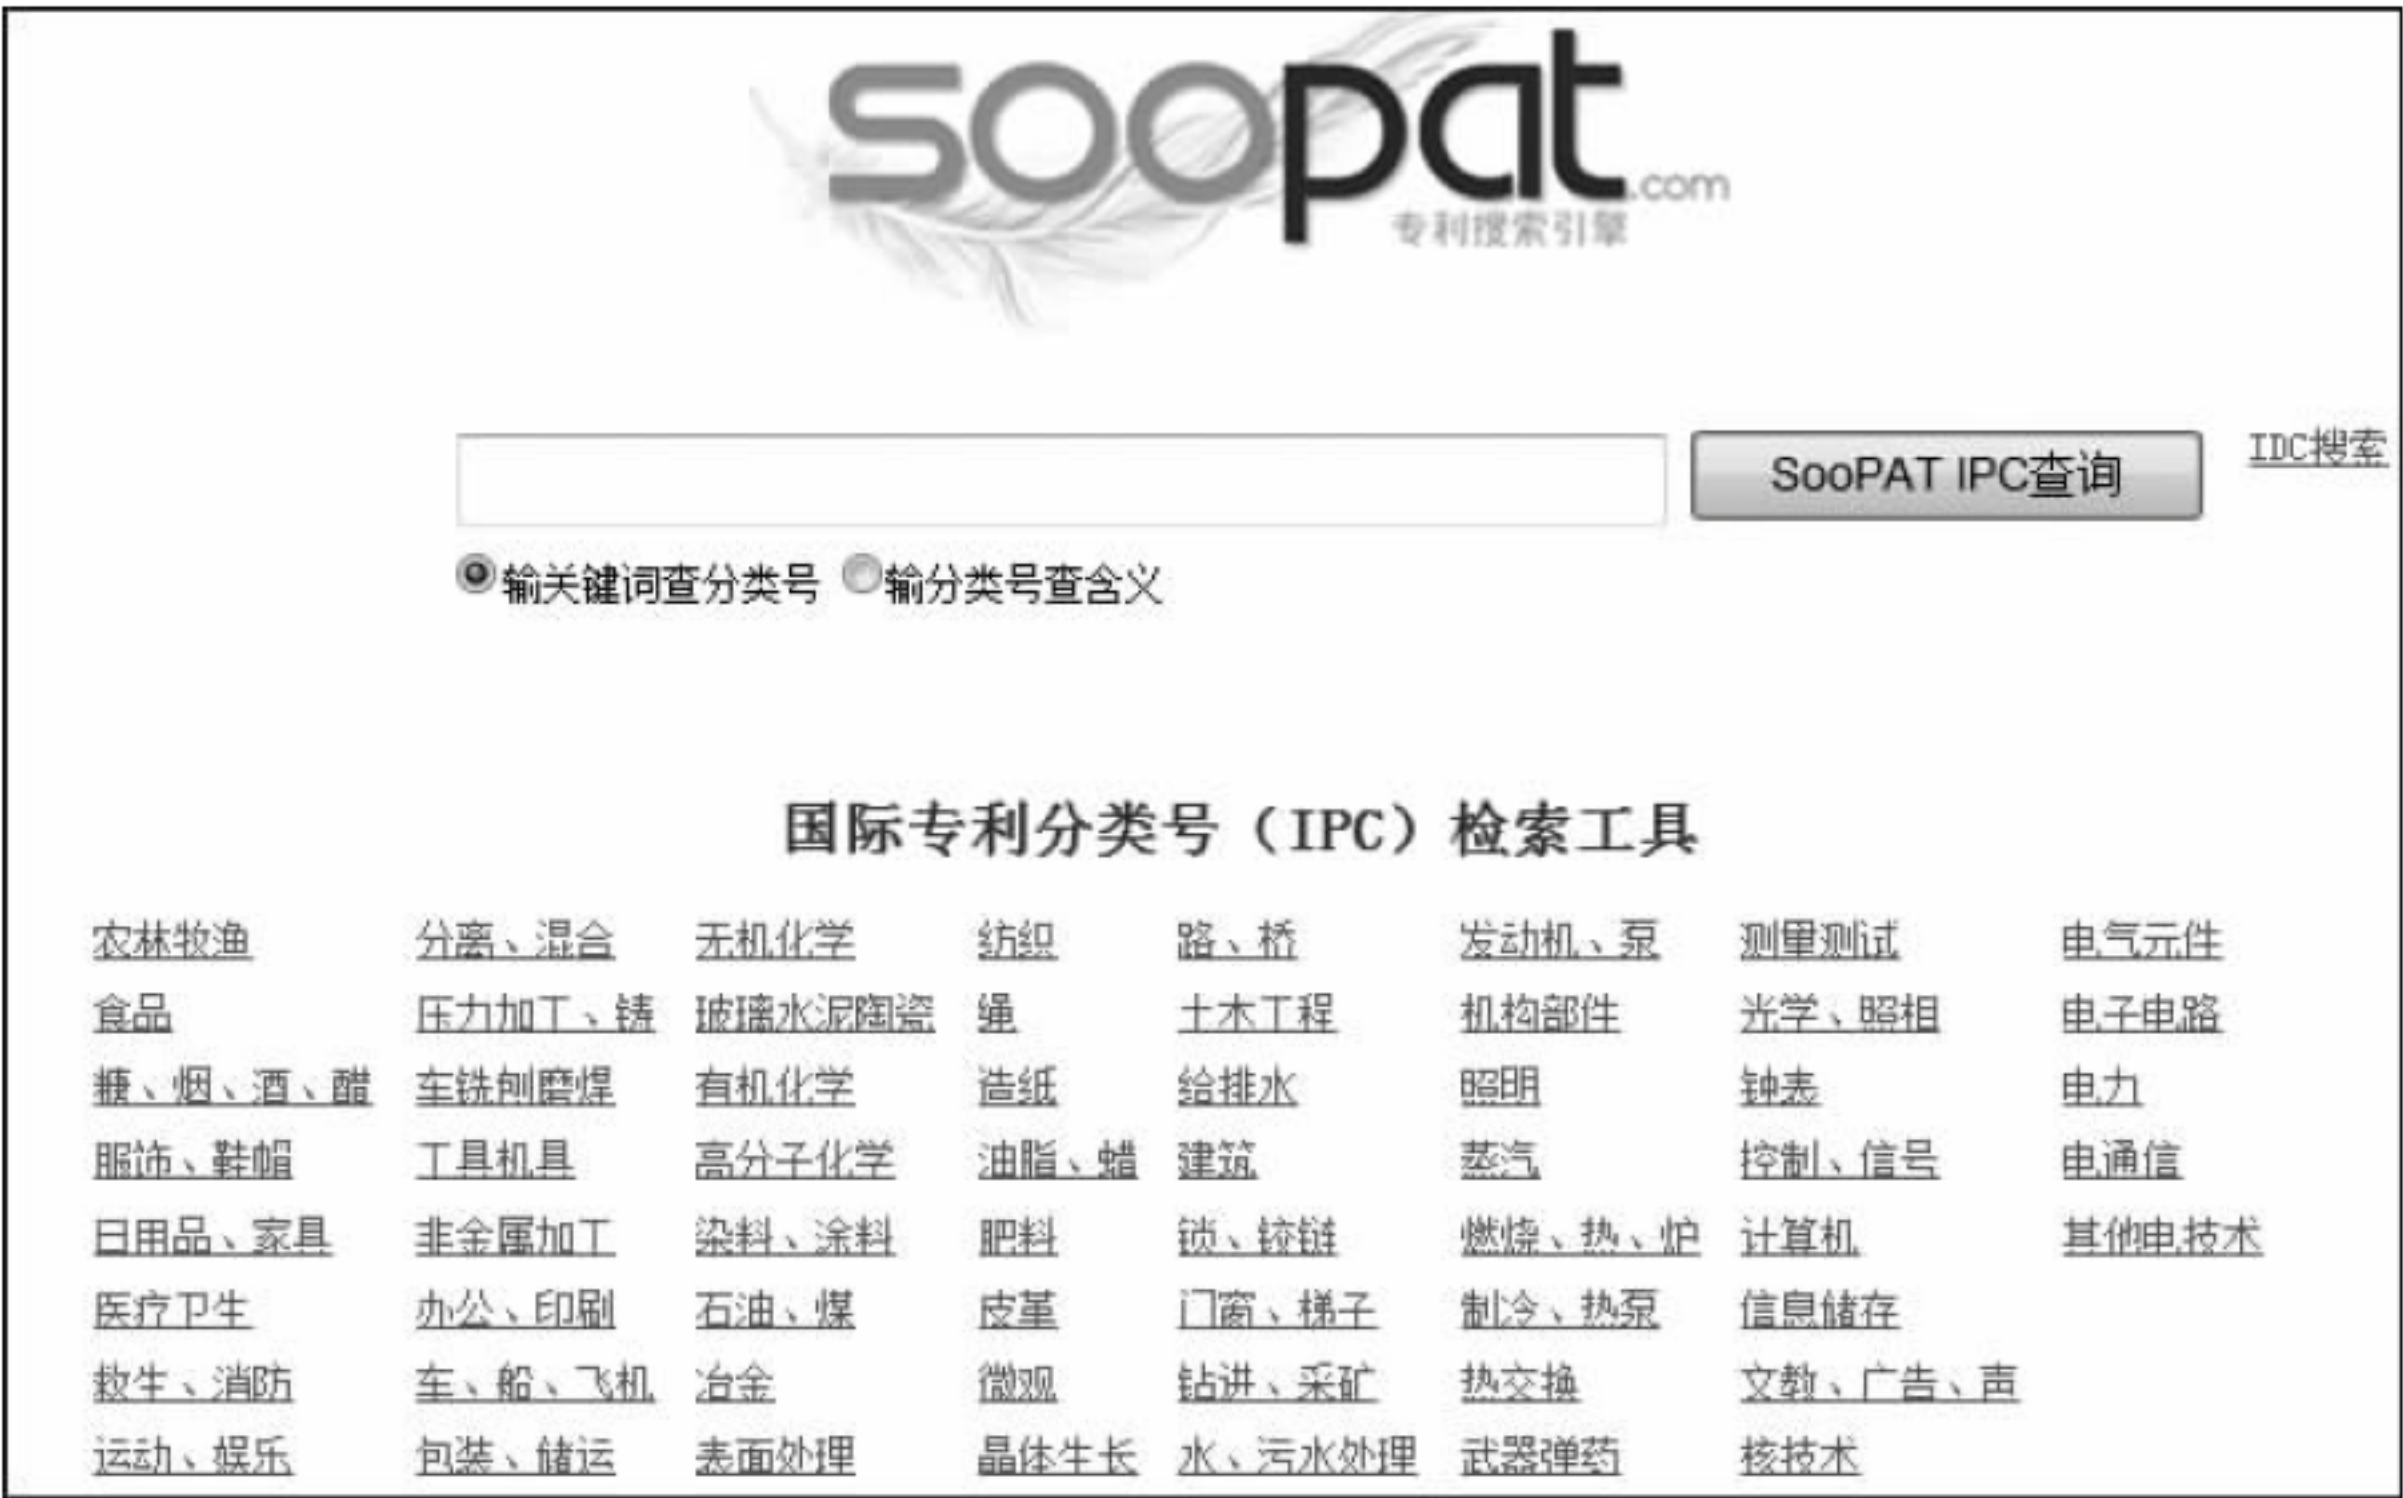 soopat.com
专利搜索引擎
SooPAT IPC查询 IDC搜索
输关键词查分类号 输分类号查含义
国际专利分类号（IPC）检索工具
农林牧渔 分离、混合 无机化学 纺织 路、桥 发动机、泵 测量测试 电气元件
食品 压力加工、铸 玻璃水泥陶瓷 绳 土木工程 机构部件 光学、照相 电子电路
糖、烟、酒、醋 车铣刨磨焊 有机化学 造纸 给排水 照明 钟表 电力
服饰、鞋帽 工具机具 高分子化学 油脂、蜡 建筑 蒸汽 控制、信号 电通信
日用品、家具 非金属加工 染料、涂料 肥料 锁、铰链 燃烧、热、炉 计算机 其他电技术
医疗卫生 办公、印刷 石油、煤 皮革 门窗、梯子 制冷、热泵 信息储存
救生、消防 车、船、飞机 冶金 微观 钻进、采矿 热交换 文教、广告、声
运动、娱乐 包装、储运 表面处理 晶体生长 水、污水处理 武器弹药 核技术